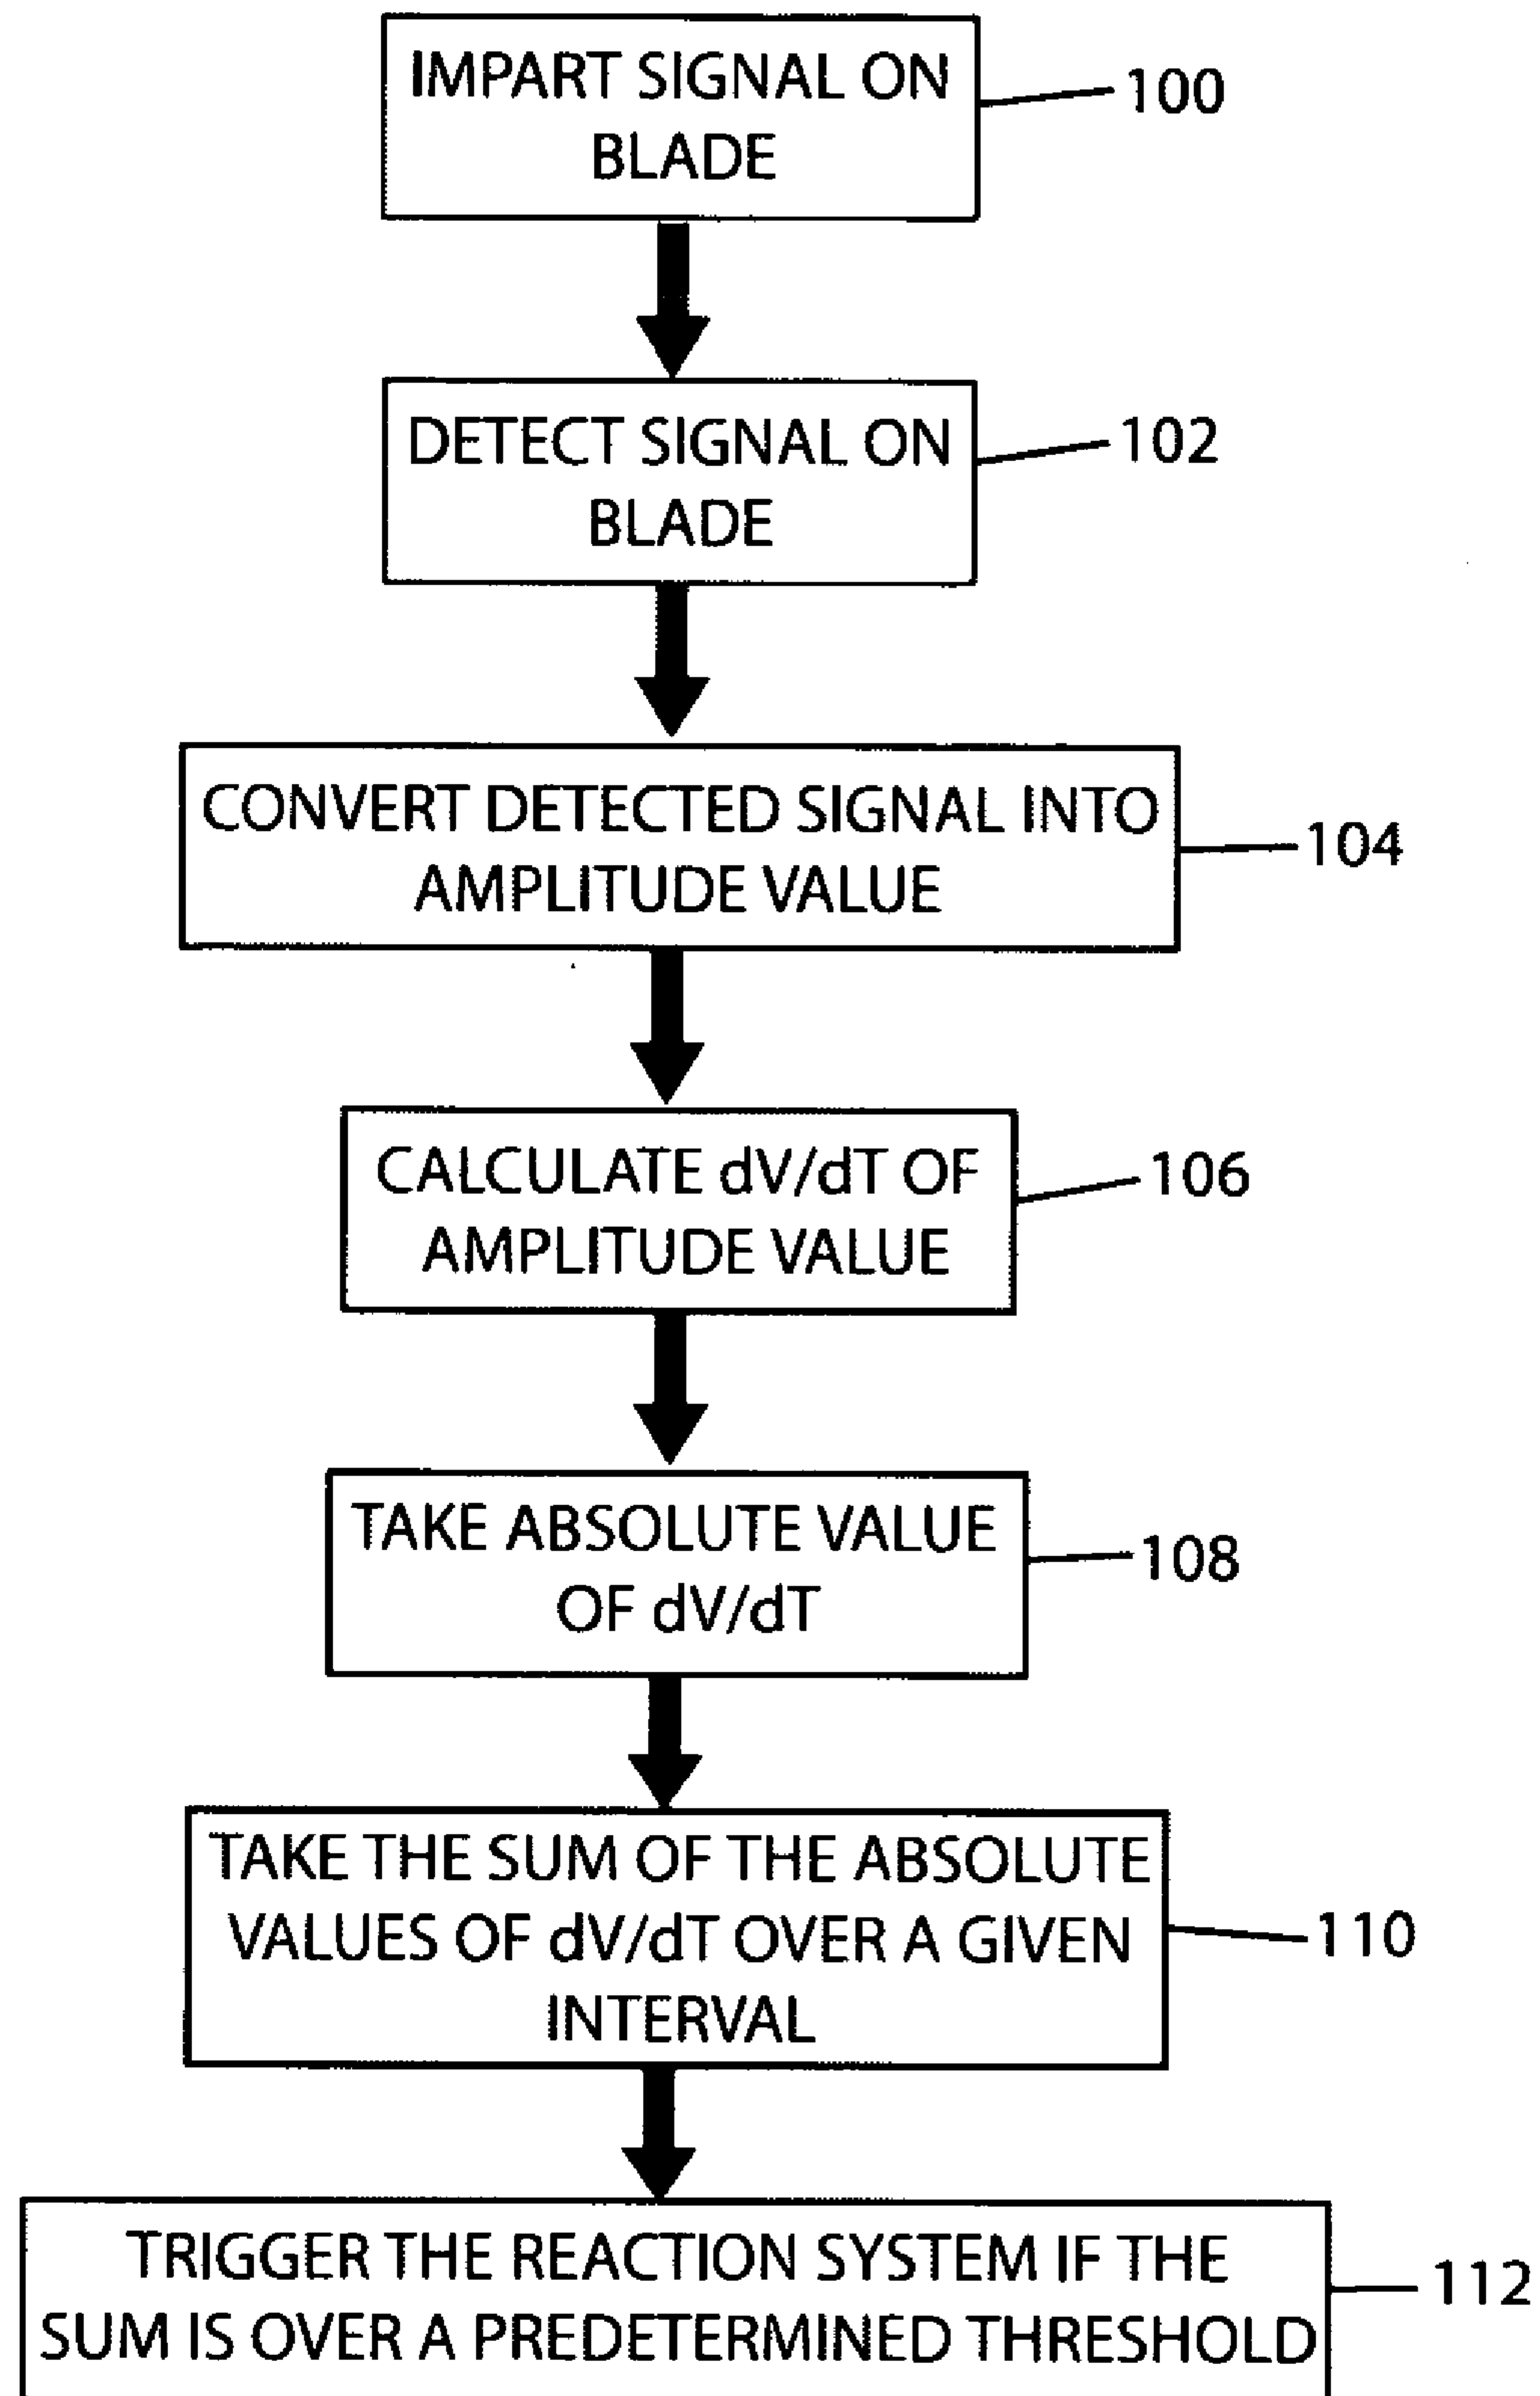 IMPART SIGNAL ON
BLADE
100
DETECT SIGNAL ON
BLADE
102
CONVERT DETECTED SIGNAL INTO
AMPLITUDE VALUE
104
CALCULATE dV/dT OF
AMPLITUDE VALUE
106
TAKE ABSOLUTE VALUE
OF dV/dT
108
TAKE THE SUM OF THE ABSOLUTE
VALUES OF dV/dT OVER A GIVEN
INTERVAL
110
TRIGGER THE REACTION SYSTEM IF THE
SUM IS OVER A PREDETERMINED THRESHOLD
112